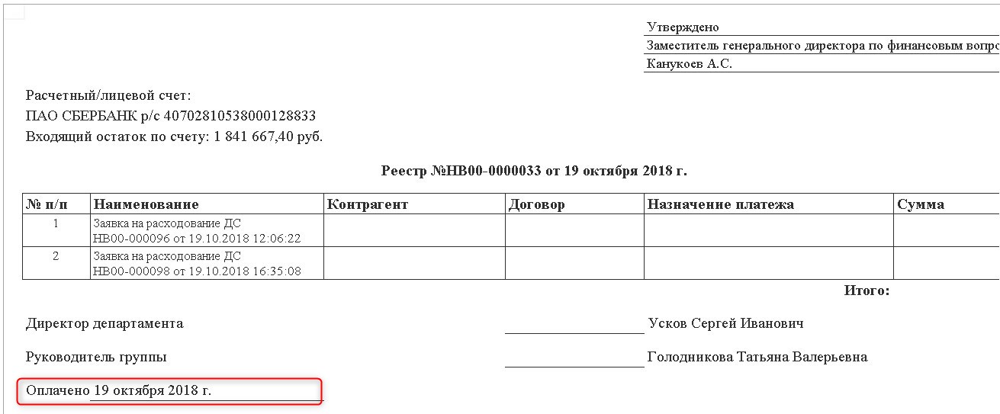 Утверждено
Заместитель генерального директора по финансовым вопро
Канукоев А.С.
Расчетный/лицевой счет:
ПАО СБЕРБАНК р/с 40702810538000128833
Входящий остаток по счету: 1 841 667,40 руб.
Реестр №НВ00-0000033 от 19 октября 2018 г.
№ п/п Наименование Контрагент Договор Назначение платежа Сумма
1 Заявка на расходование ДС
НВ00-000096 от 19.10.2018 12:06:22
2 Заявка на расходование ДС
НВ00-000098 от 19.10.2018 16:35:08
Итого:
Директор департамента Усков Сергей Иванович
Руководитель группы Голодникова Татьяна Валерьевна
Оплачено 19 октября 2018 г.